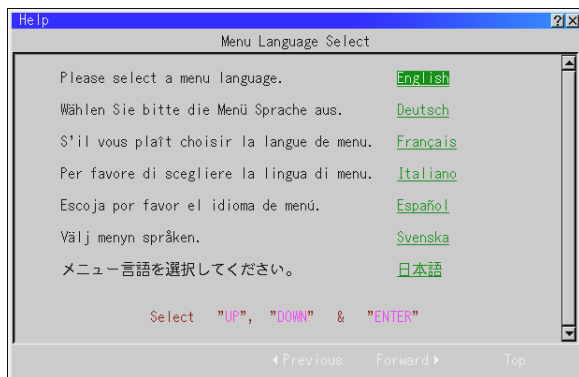 Help
Menu Language Select
Please select a menu language. English
Wählen Sie bitte die Menü Sprache aus. Deutsch
S'il vous plaît choisir la langue de menu. Français
Per favore di scegliere la lingua di menu. Italiano
Escoja por favor el idioma de menú. Español
Välj menyn språken. Svenska
メニュー言語を選択してください。 日本語
Select "UP", "DOWN" & "ENTER"
Previous Forward Top